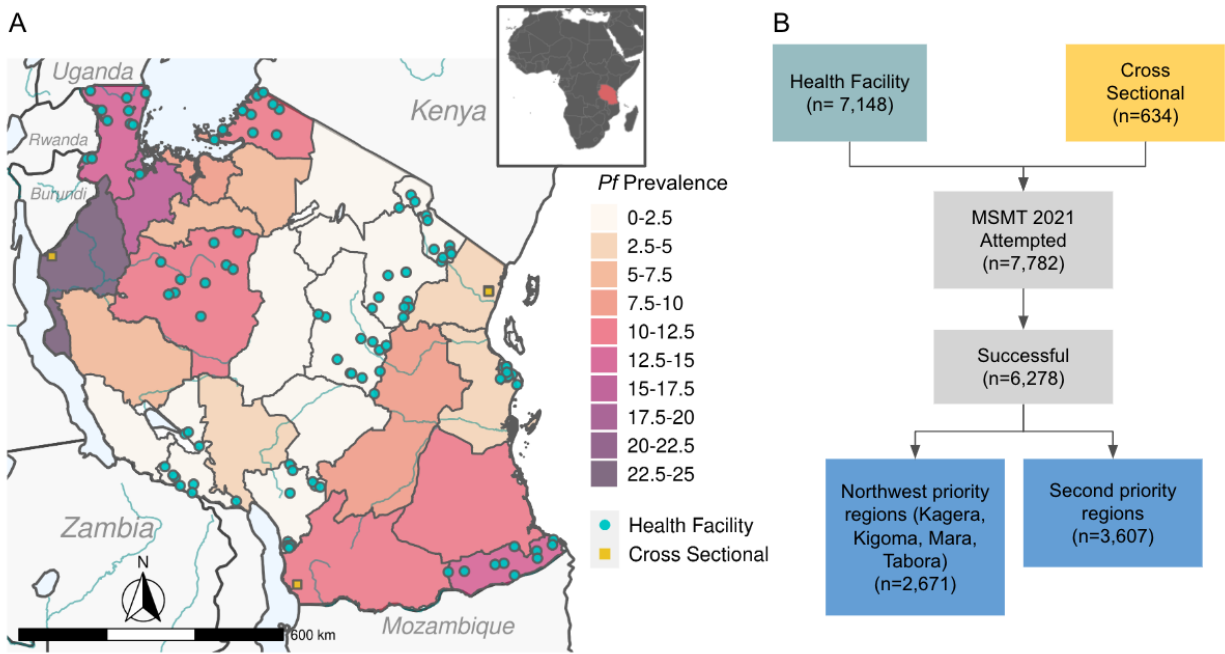 A
Uganda
Kenya
Rwanda
Burundi
Zambia
N
600 km
Mozambique
Pf Prevalence
0-2.5
2.5-5
5-7.5
7.5-10
10-12.5
12.5-15
15-17.5
17.5-20
20-22.5
22.5-25
Health Facility
Cross Sectional
B
Health Facility
(n= 7,148)
Cross
Sectional
(n=634)
MSMT 2021
Attempted
(n=7,782)
Successful
(n=6,278)
Northwest priority
regions (Kagera,
Kigoma, Mara,
Tabora)
(n=2,671)
Second priority
regions
(n=3,607)